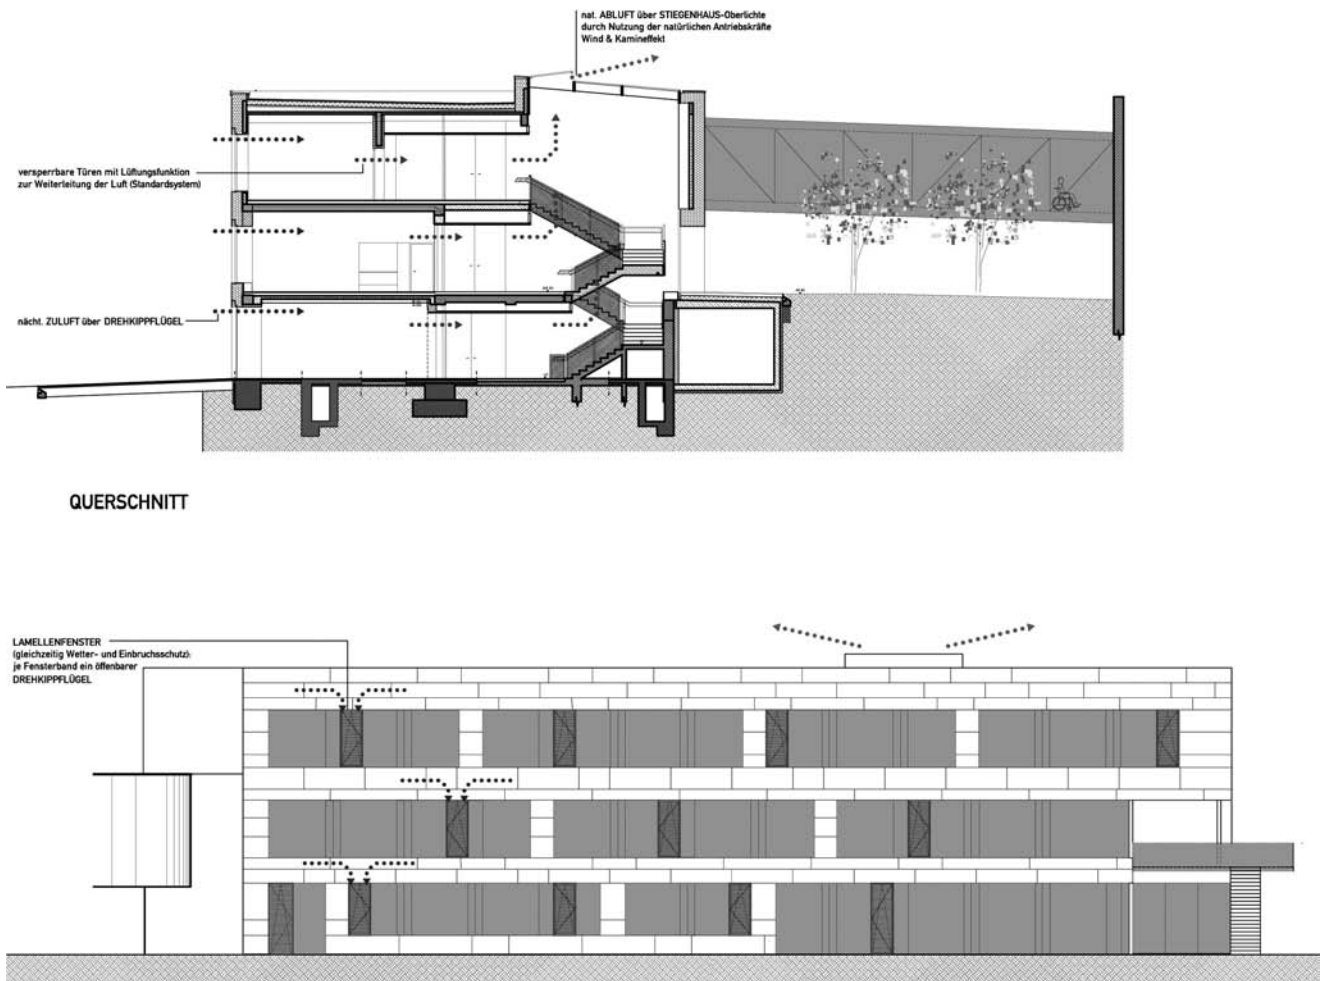 nat. ABLUFT über STIEGENHAUS-Oberlichte
durch Nutzung der natürlichen Antriebskräfte
Wind & Kamineffekt
versperrbare Türen mit Lüftungsfunktion
zur Weiterleitung der Luft (Standardsystem)
nächt. ZULUFT über DREHKIPPFLÜGEL
QUERSCHNITT
LAMELLENFENSTER
(gleichzeitig Wetter- und Einbruchsschutz):
je Fensterband ein öffenbarer
DREHKIPPFLÜGEL